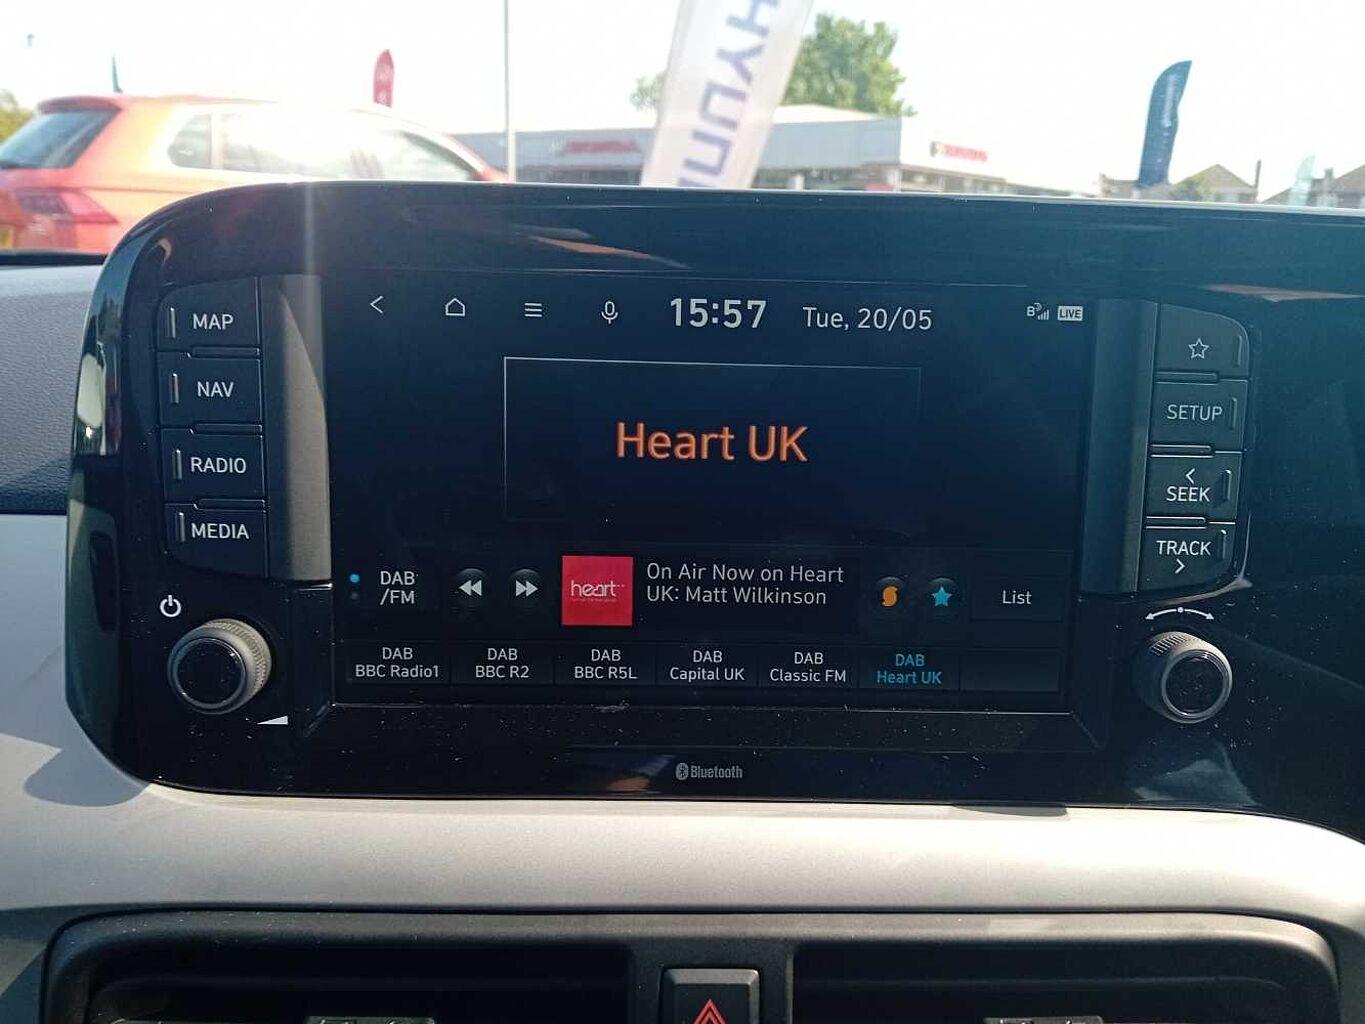 HYUN
MAP
NAV
RADIO
MEDIA
15:57
Tue, 20/05
B
LIVE
Heart UK
DAB
/FM
heart
On Air Now on Heart
UK: Matt Wilkinson
List
DAB
BBC Radio1
DAB
BBC R2
DAB
BBC R5L
DAB
Capital UK
DAB
Classic FM
DAB
Heart UK
SETUP
<
SEEK
TRACK
>
Bluetooth